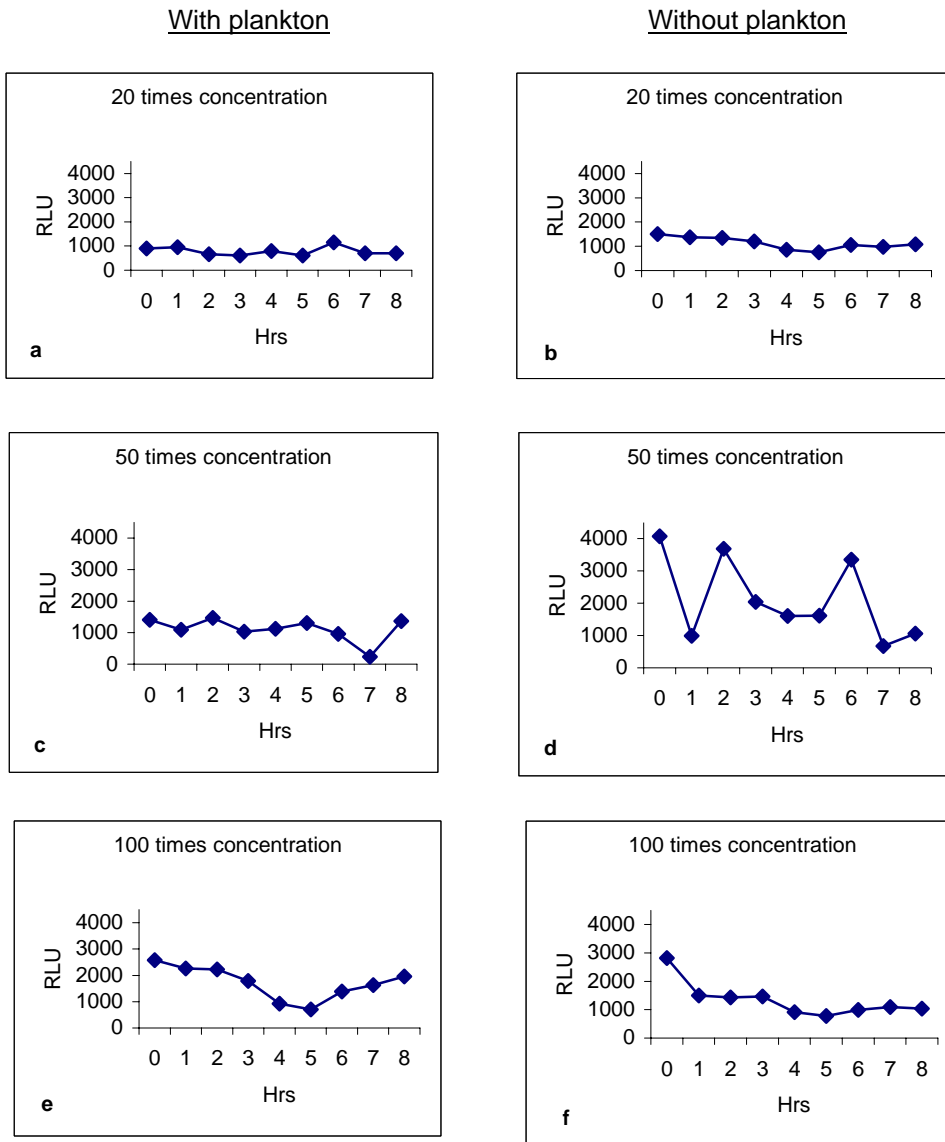 With plankton
Without plankton
20 times concentration
RLU
4000
3000
2000
1000
0
0 1 2 3 4 5 6 7 8
Hrs
a
20 times concentration
RLU
4000
3000
2000
1000
0
0 1 2 3 4 5 6 7 8
Hrs
b
50 times concentration
RLU
4000
3000
2000
1000
0
0 1 2 3 4 5 6 7 8
Hrs
c
50 times concentration
RLU
4000
3000
2000
1000
0
0 1 2 3 4 5 6 7 8
Hrs
d
100 times concentration
RLU
4000
3000
2000
1000
0
0 1 2 3 4 5 6 7 8
Hrs
e
100 times concentration
RLU
4000
3000
2000
1000
0
0 1 2 3 4 5 6 7 8
Hrs
f